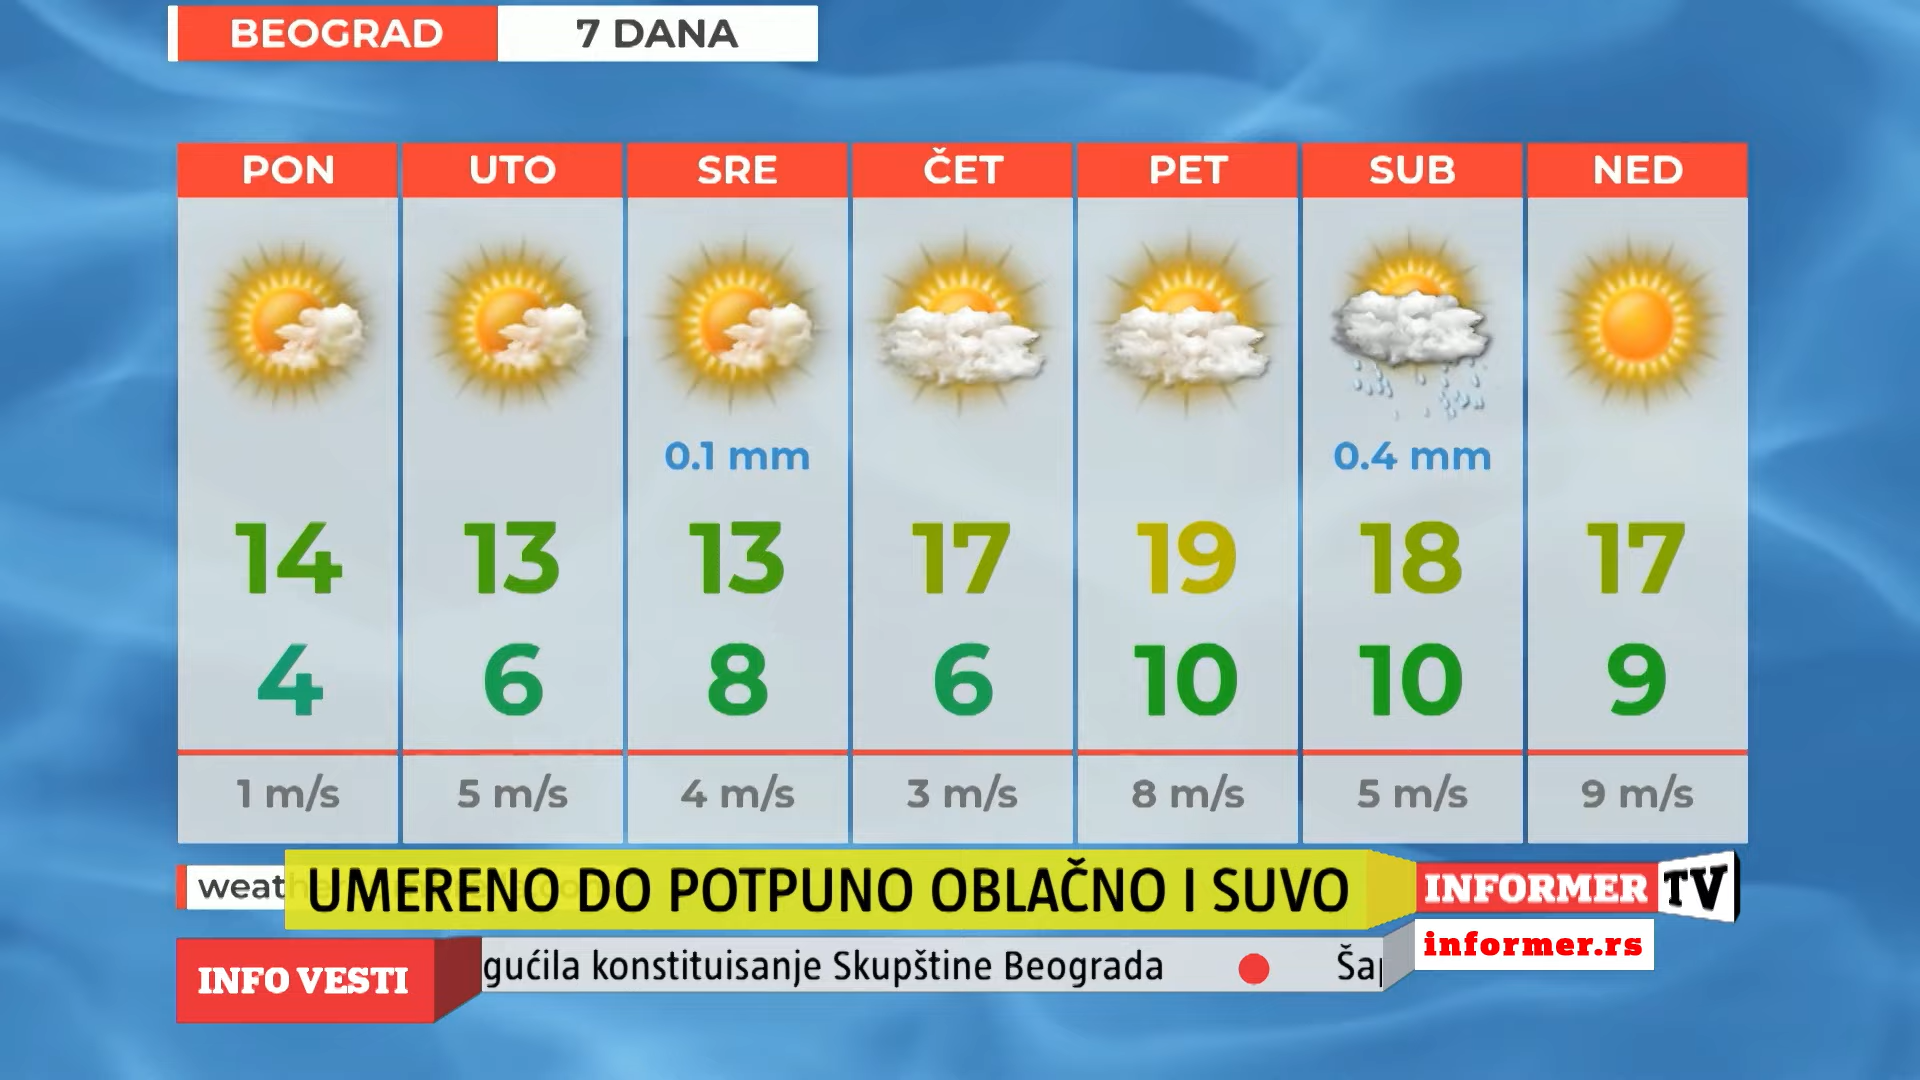 BEOGRAD 7 DANA
PON UTO SRE ČET PET SUB NED
0.1 mm 0.4 mm
14 13 13 17 19 18 17
4 6 8 6 10 10 9
1 m/s 5 m/s 4 m/s 3 m/s 8 m/s 5 m/s 9 m/s
UMERENO DO POTPUNO OBLAČNO I SUVO
INFORMER TV
informer.rs
INFO VESTI
gućila konstituisanje Skupštine Beograda